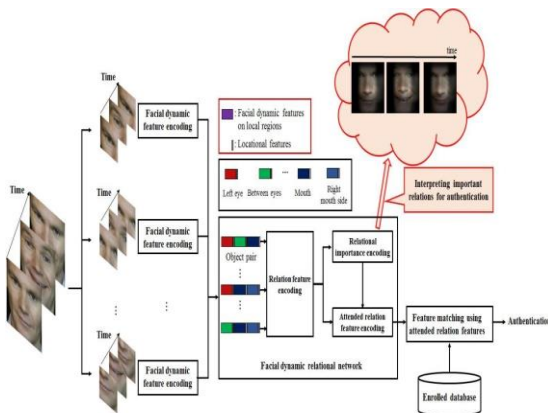 Time
Time
Facial dynamic
feature encoding
Time
Facial dynamic
feature encoding
Facial dynamic
feature encoding
: Facial dynamic features
on local regions
: Locational features
Left eye
Between eyes
...
Mouth
Right
mouth side
Object pair
Relation feature
encoding
Relational
importance encoding
Attended relation
feature encoding
Facial dynamic relational network
time
Interpreting important
relations for authentication
Feature matching using
attended relation features
Authentication
Enrolled database